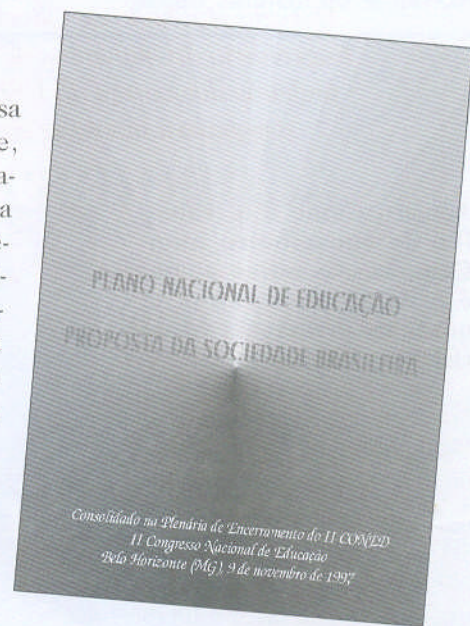 sa
e,
a-
a
e-
-
-
PLANO NACIONAL DE EDUCAÇÃO
PROPOSTA DA SOCIEDADE BRASILEIRA
Consolidado na Plenária de Encerramento do II CONED
II Congresso Nacional de Educação
Belo Horizonte (MG), 9 de novembro de 1997